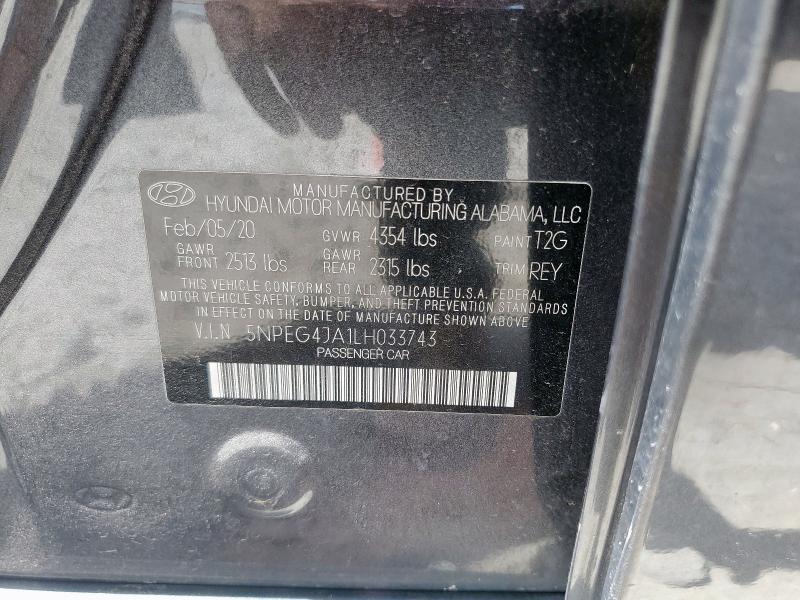 MANUFACTURED BY
HYUNDAI MOTOR MANUFACTURING ALABAMA, LLC
Feb/05/20 GVWR 4354 lbs PAINT T2G
GAWR FRONT 2513 lbs GAWR REAR 2315 lbs TRIM REY
THIS VEHICLE CONFORMS TO ALL APPLICABLE U.S.A. FEDERAL
MOTOR VEHICLE SAFETY, BUMPER, AND THEFT PREVENTION STANDARDS
IN EFFECT ON THE DATE OF MANUFACTURE SHOWN ABOVE
V.I.N. 5NPEG4JA1LH033743
PASSENGER CAR